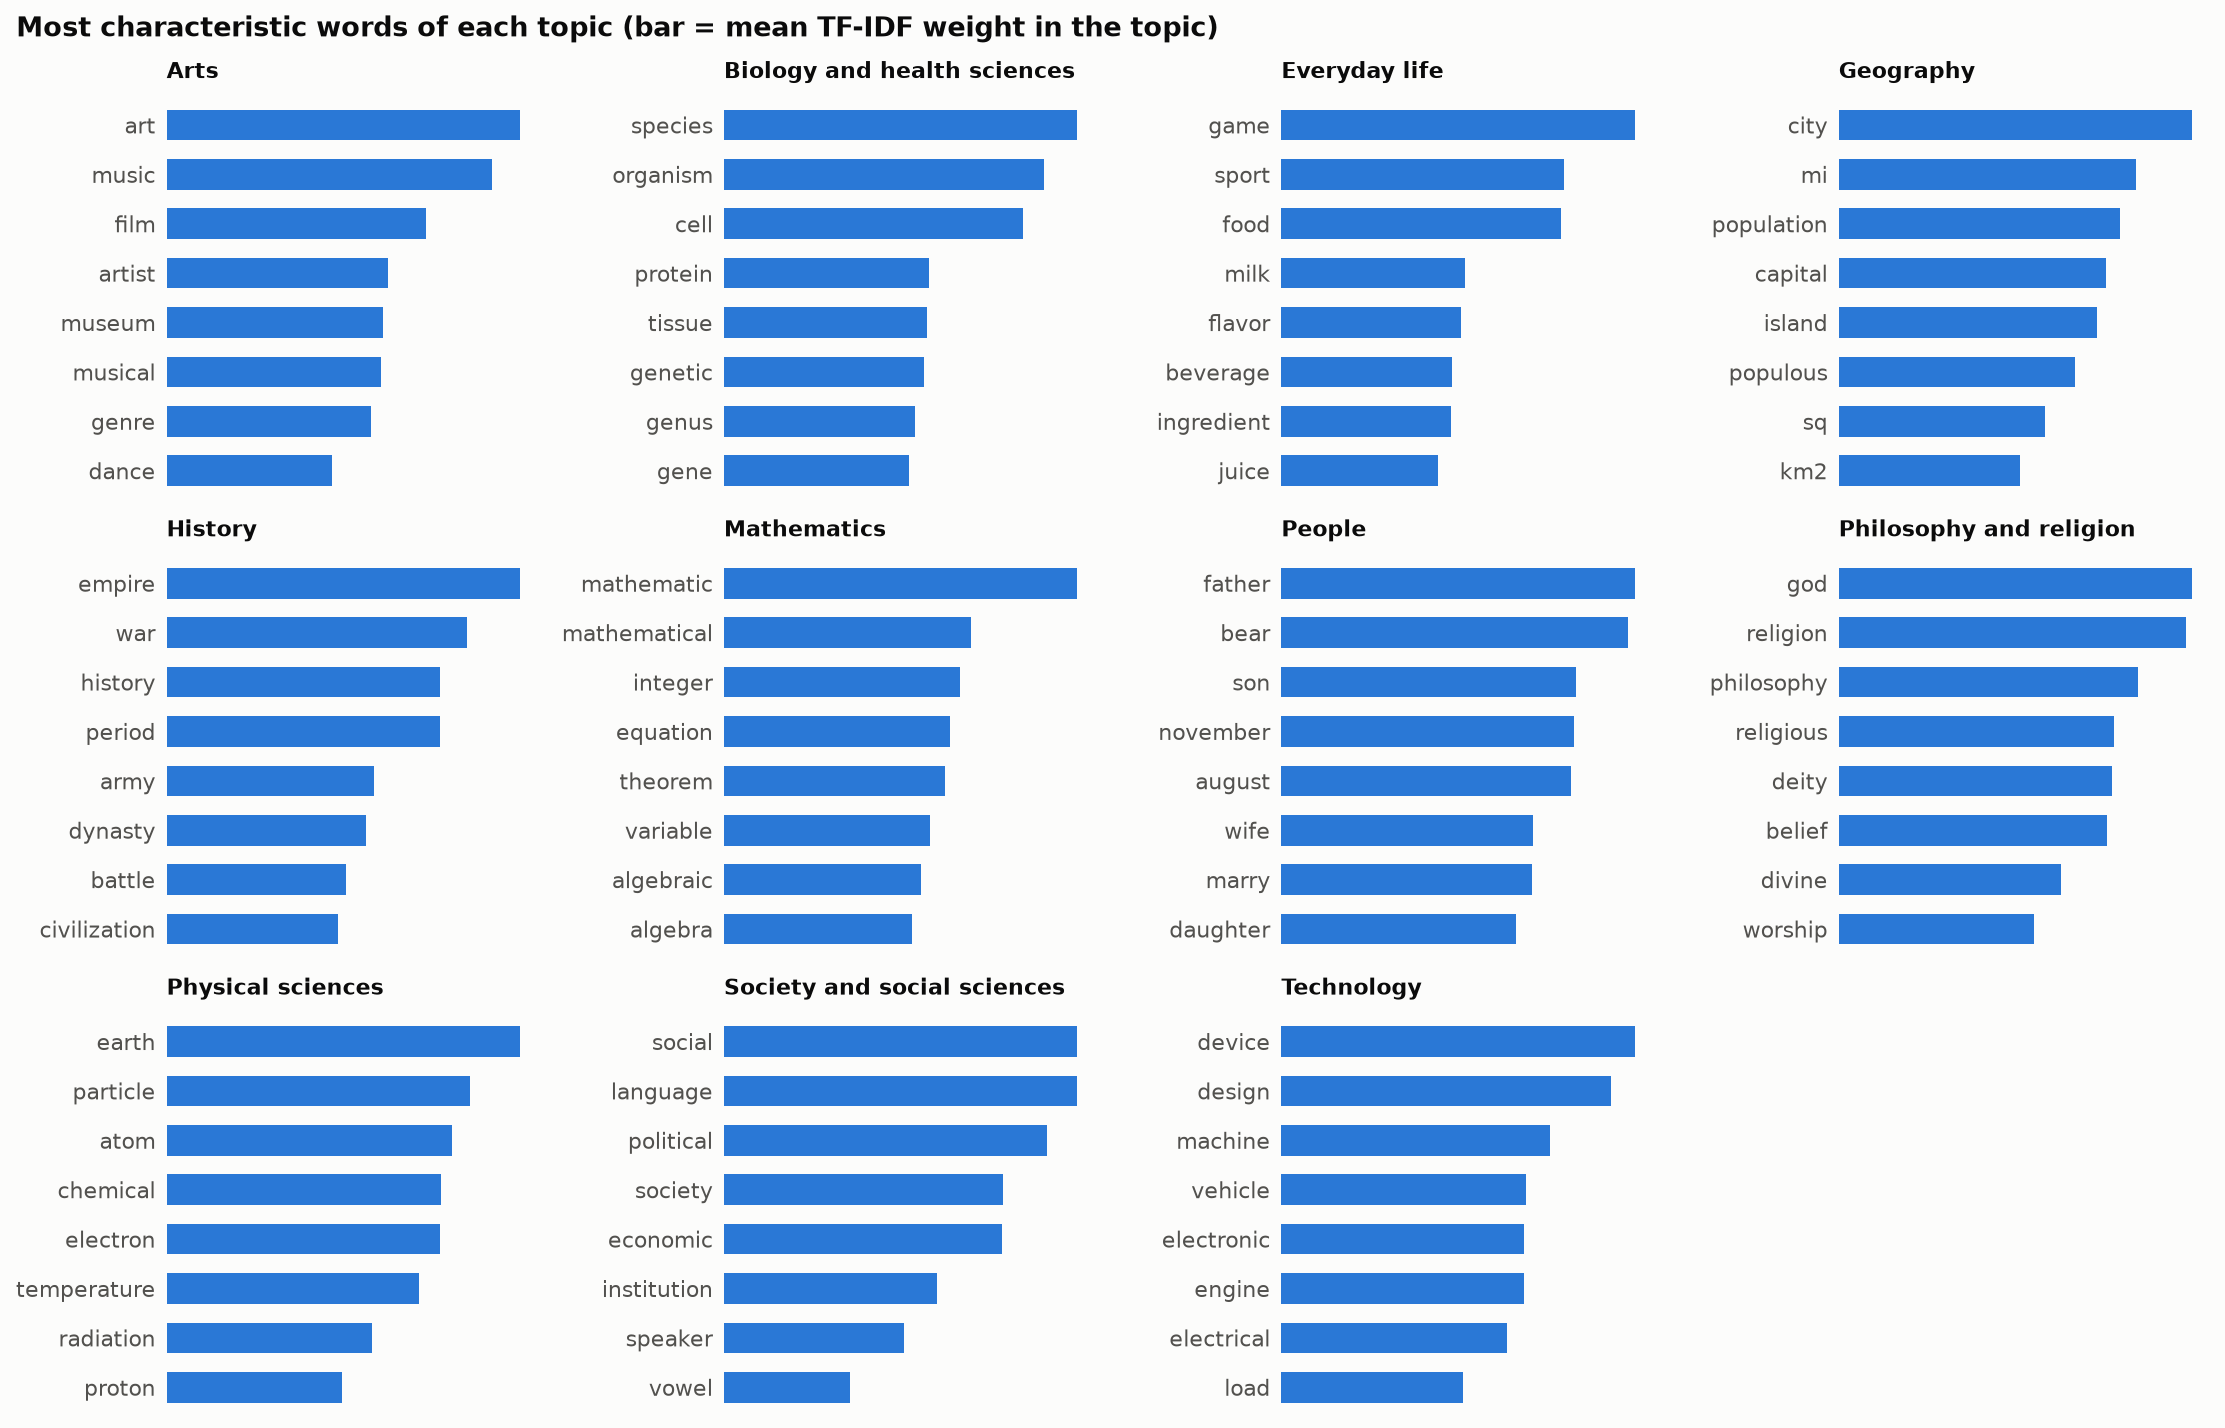 Most characteristic words of each topic (bar = mean TF-IDF weight in the topic)
Arts
art
music
film
artist
museum
musical
genre
dance
Biology and health sciences
species
organism
cell
protein
tissue
genetic
genus
gene
Everyday life
game
sport
food
milk
flavor
beverage
ingredient
juice
Geography
city
mi
population
capital
island
populous
sq
km2
History
empire
war
history
period
army
dynasty
battle
civilization
Mathematics
mathematic
mathematical
integer
equation
theorem
variable
algebraic
algebra
People
father
bear
son
november
august
wife
marry
daughter
Philosophy and religion
god
religion
philosophy
religious
deity
belief
divine
worship
Physical sciences
earth
particle
atom
chemical
electron
temperature
radiation
proton
Society and social sciences
social
language
political
society
economic
institution
speaker
vowel
Technology
device
design
machine
vehicle
electronic
engine
electrical
load